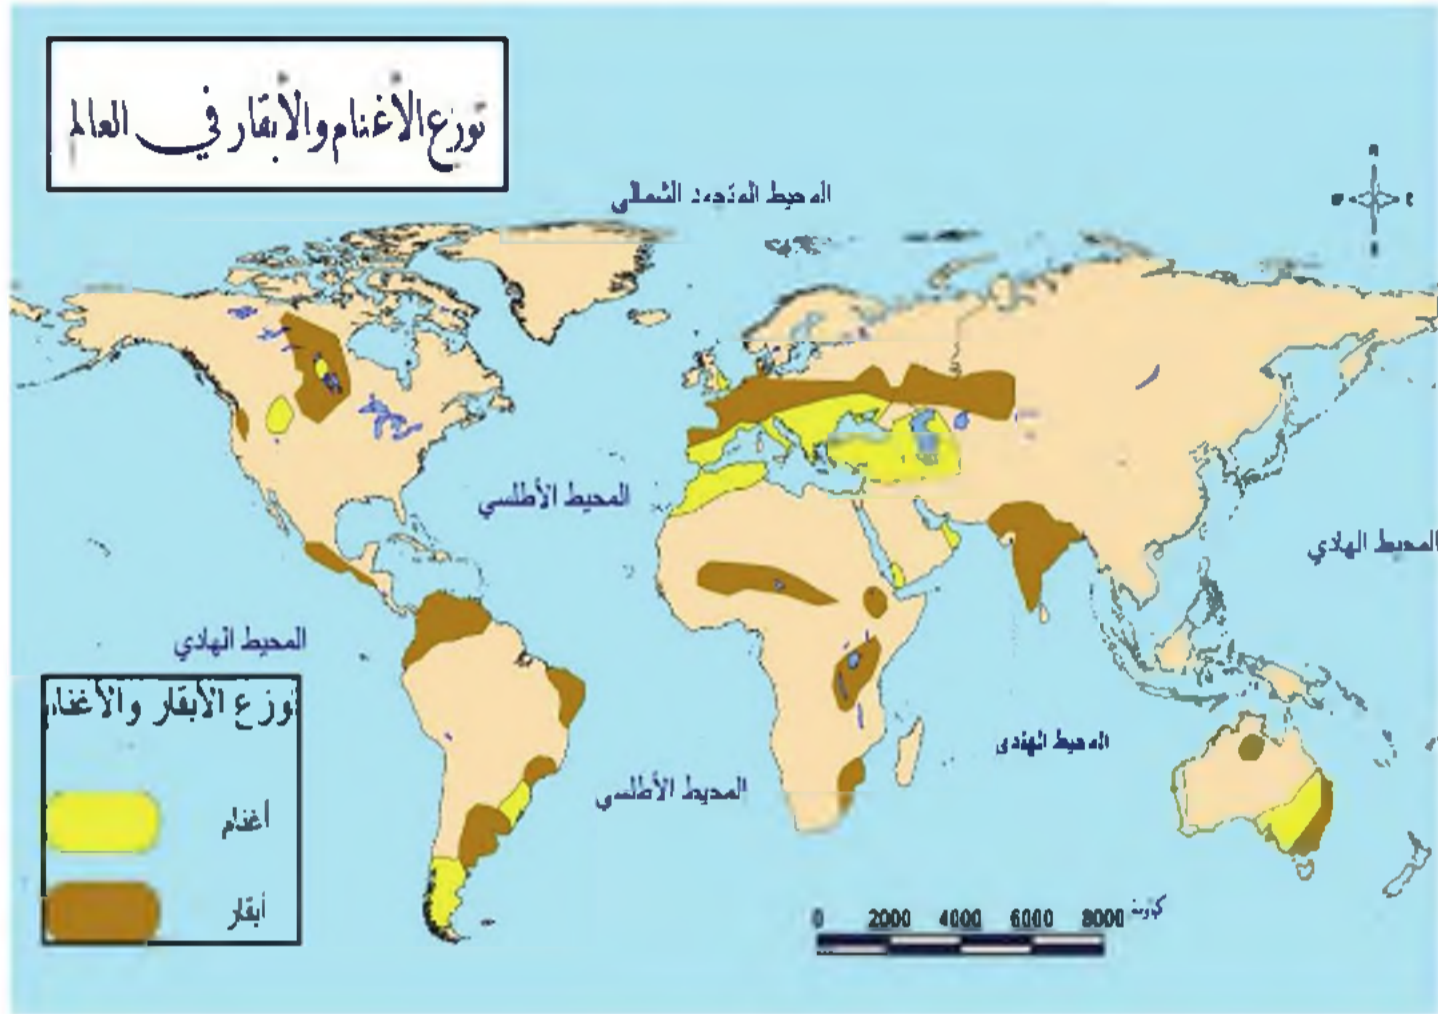 توزع الأغنام والأبقار في العالم
المحيط المتجمد الشمالي
المحيط الأطلسي
المحيط الهادي
المحيط الهادي
المحيط الهندي
المحيط الأطلسي
توزع الأبقار والأغنام
أغنام
أبقار
0 2000 4000 6000 8000